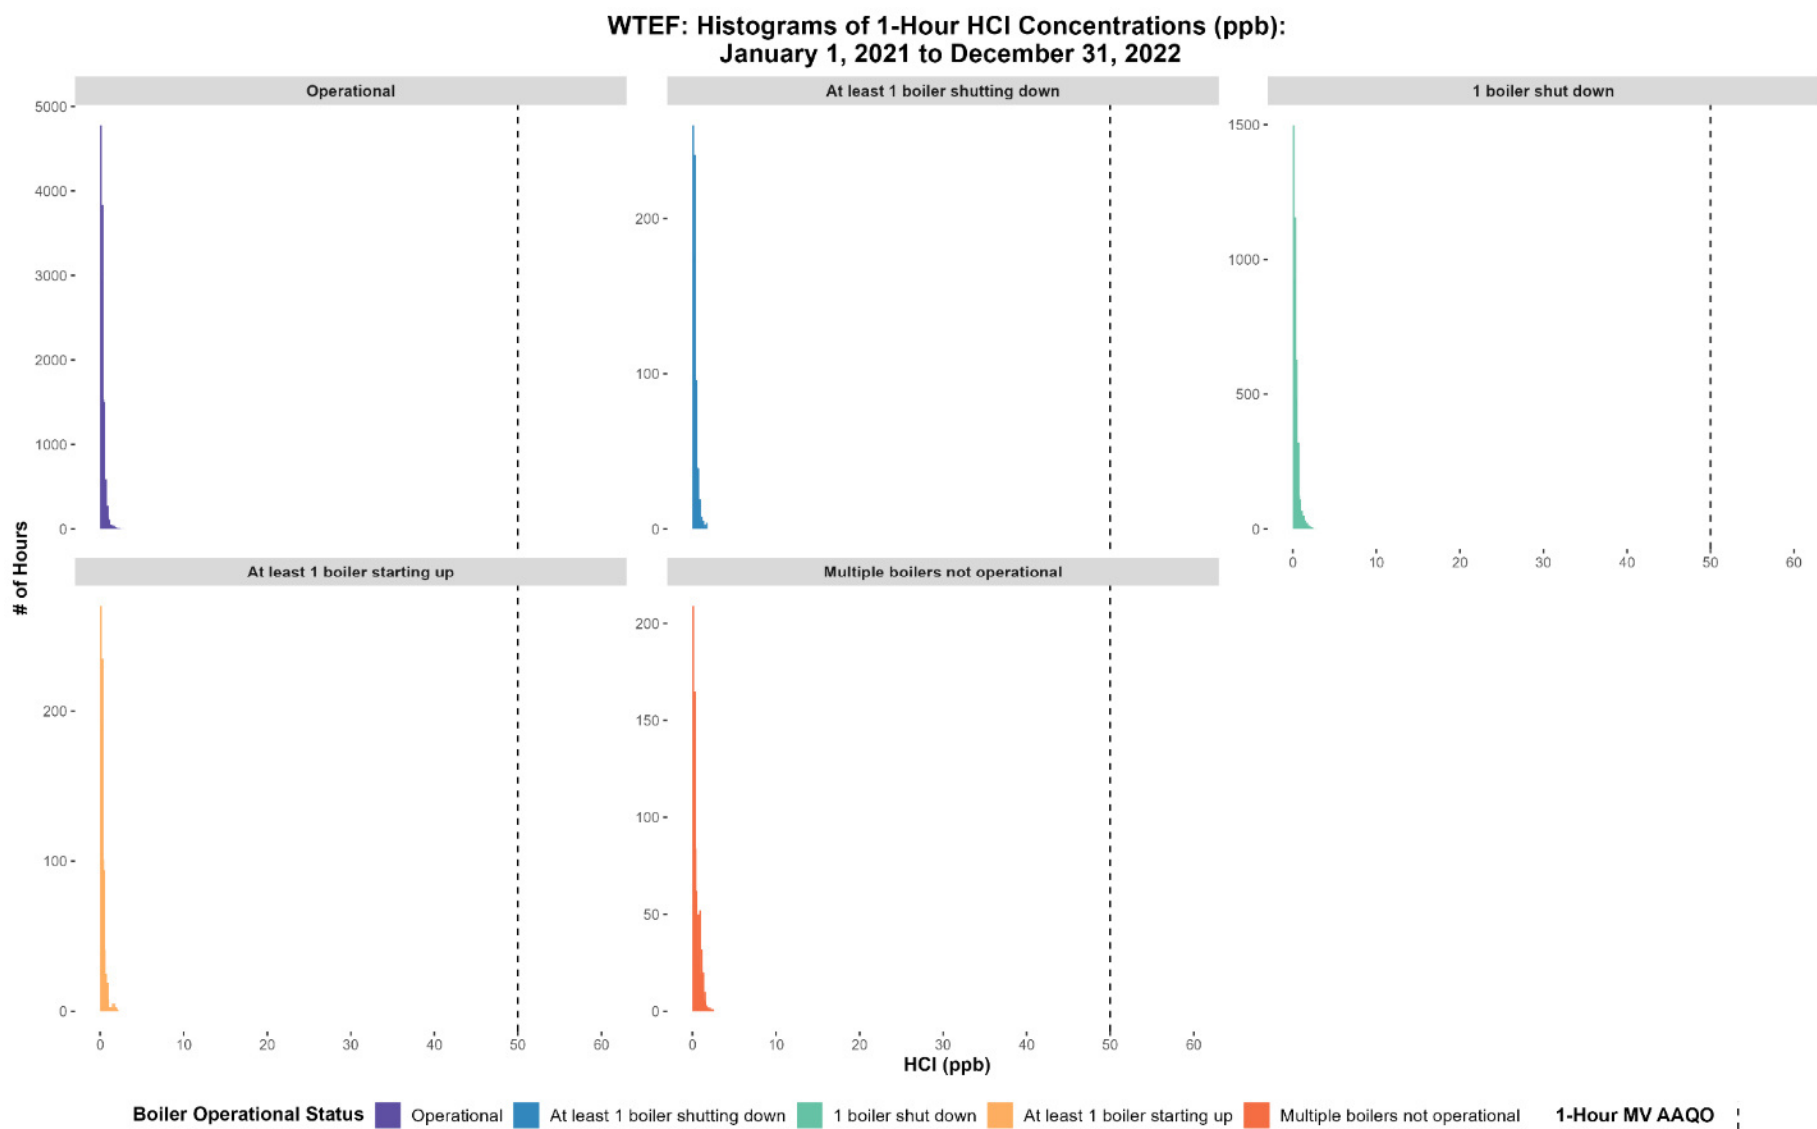 WTEF: Histograms of 1-Hour HCl Concentrations (ppb):
January 1, 2021 to December 31, 2022
Operational
At least 1 boiler shutting down
1 boiler shut down
5000
4000
3000
2000
1000
0
200
100
0
1500
1000
500
0
0 10 20 30 40 50 60
# of Hours
At least 1 boiler starting up
Multiple boilers not operational
200
100
0
200
150
100
50
0
0 10 20 30 40 50 60
0 10 20 30 40 50 60
HCl (ppb)
Boiler Operational Status Operational At least 1 boiler shutting down 1 boiler shut down At least 1 boiler starting up Multiple boilers not operational 1-Hour MV AAQO